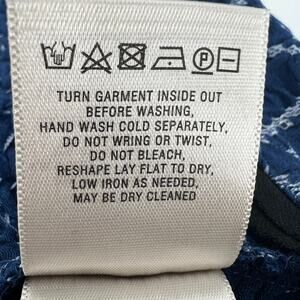 P
TURN GARMENT INSIDE OUT
BEFORE WASHING,
HAND WASH COLD SEPARATELY,
DO NOT WRING OR TWIST,
DO NOT BLEACH,
RESHAPE LAY FLAT TO DRY,
LOW IRON AS NEEDED,
MAY BE DRY CLEANED